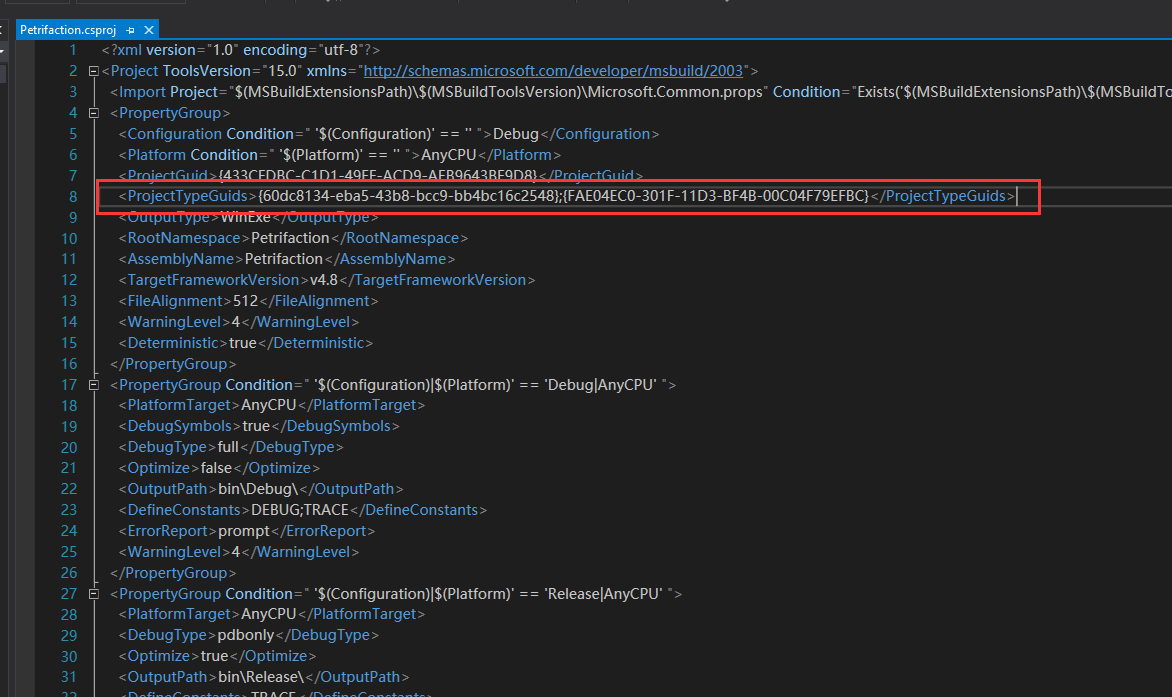 Petrifaction.csproj
1 <?xml version="1.0" encoding="utf-8"?>
2 <Project ToolsVersion="15.0" xmlns="http://schemas.microsoft.com/developer/msbuild/2003">
3 <Import Project="$(MSBuildExtensionsPath)\$(MSBuildToolsVersion)\Microsoft.Common.props" Condition="Exists('$(MSBuildExtensionsPath)\$(MSBuildTo
4 <PropertyGroup>
5 <Configuration Condition=" '$(Configuration)' == '' ">Debug</Configuration>
6 <Platform Condition=" '$(Platform)' == '' ">AnyCPU</Platform>
7 <ProjectGuid>{433CFDBC-C1D1-49FF-ACD9-AFB9643BF9D8}</ProjectGuid>
8 <ProjectTypeGuids>{60dc8134-eba5-43b8-bcc9-bb4bc16c2548};{FAE04EC0-301F-11D3-BF4B-00C04F79EFBC}</ProjectTypeGuids>
9 <OutputType>WinExe</OutputType>
10 <RootNamespace>Petrifaction</RootNamespace>
11 <AssemblyName>Petrifaction</AssemblyName>
12 <TargetFrameworkVersion>v4.8</TargetFrameworkVersion>
13 <FileAlignment>512</FileAlignment>
14 <WarningLevel>4</WarningLevel>
15 <Deterministic>true</Deterministic>
16 </PropertyGroup>
17 <PropertyGroup Condition=" '$(Configuration)|$(Platform)' == 'Debug|AnyCPU' ">
18 <PlatformTarget>AnyCPU</PlatformTarget>
19 <DebugSymbols>true</DebugSymbols>
20 <DebugType>full</DebugType>
21 <Optimize>false</Optimize>
22 <OutputPath>bin\Debug\</OutputPath>
23 <DefineConstants>DEBUG;TRACE</DefineConstants>
24 <ErrorReport>prompt</ErrorReport>
25 <WarningLevel>4</WarningLevel>
26 </PropertyGroup>
27 <PropertyGroup Condition=" '$(Configuration)|$(Platform)' == 'Release|AnyCPU' ">
28 <PlatformTarget>AnyCPU</PlatformTarget>
29 <DebugType>pdbonly</DebugType>
30 <Optimize>true</Optimize>
31 <OutputPath>bin\Release\</OutputPath>
32 <DefineConstants>TRACE</DefineConstants>